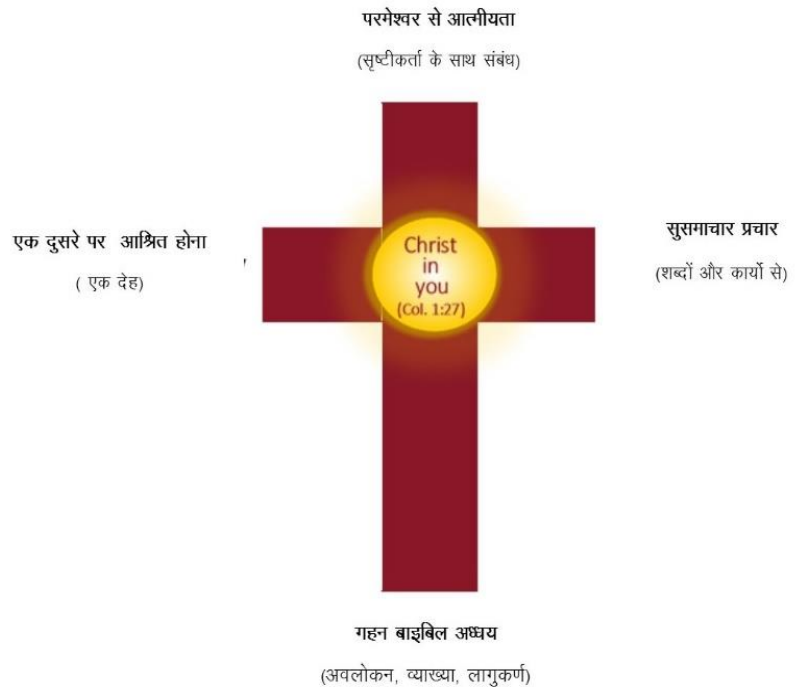 परमेश्वर से आत्मीयता
(सृष्टीकर्ता के साथ संबंध)
एक दुसरे पर आश्रित होना
( एक देह)
Christ
in
you
(Col. 1:27)
सुसमाचार प्रचार
(शब्दों और कार्यो से)
गहन बाइबिल अध्धय
(अवलोकन, व्याख्या, लागुकर्ण)